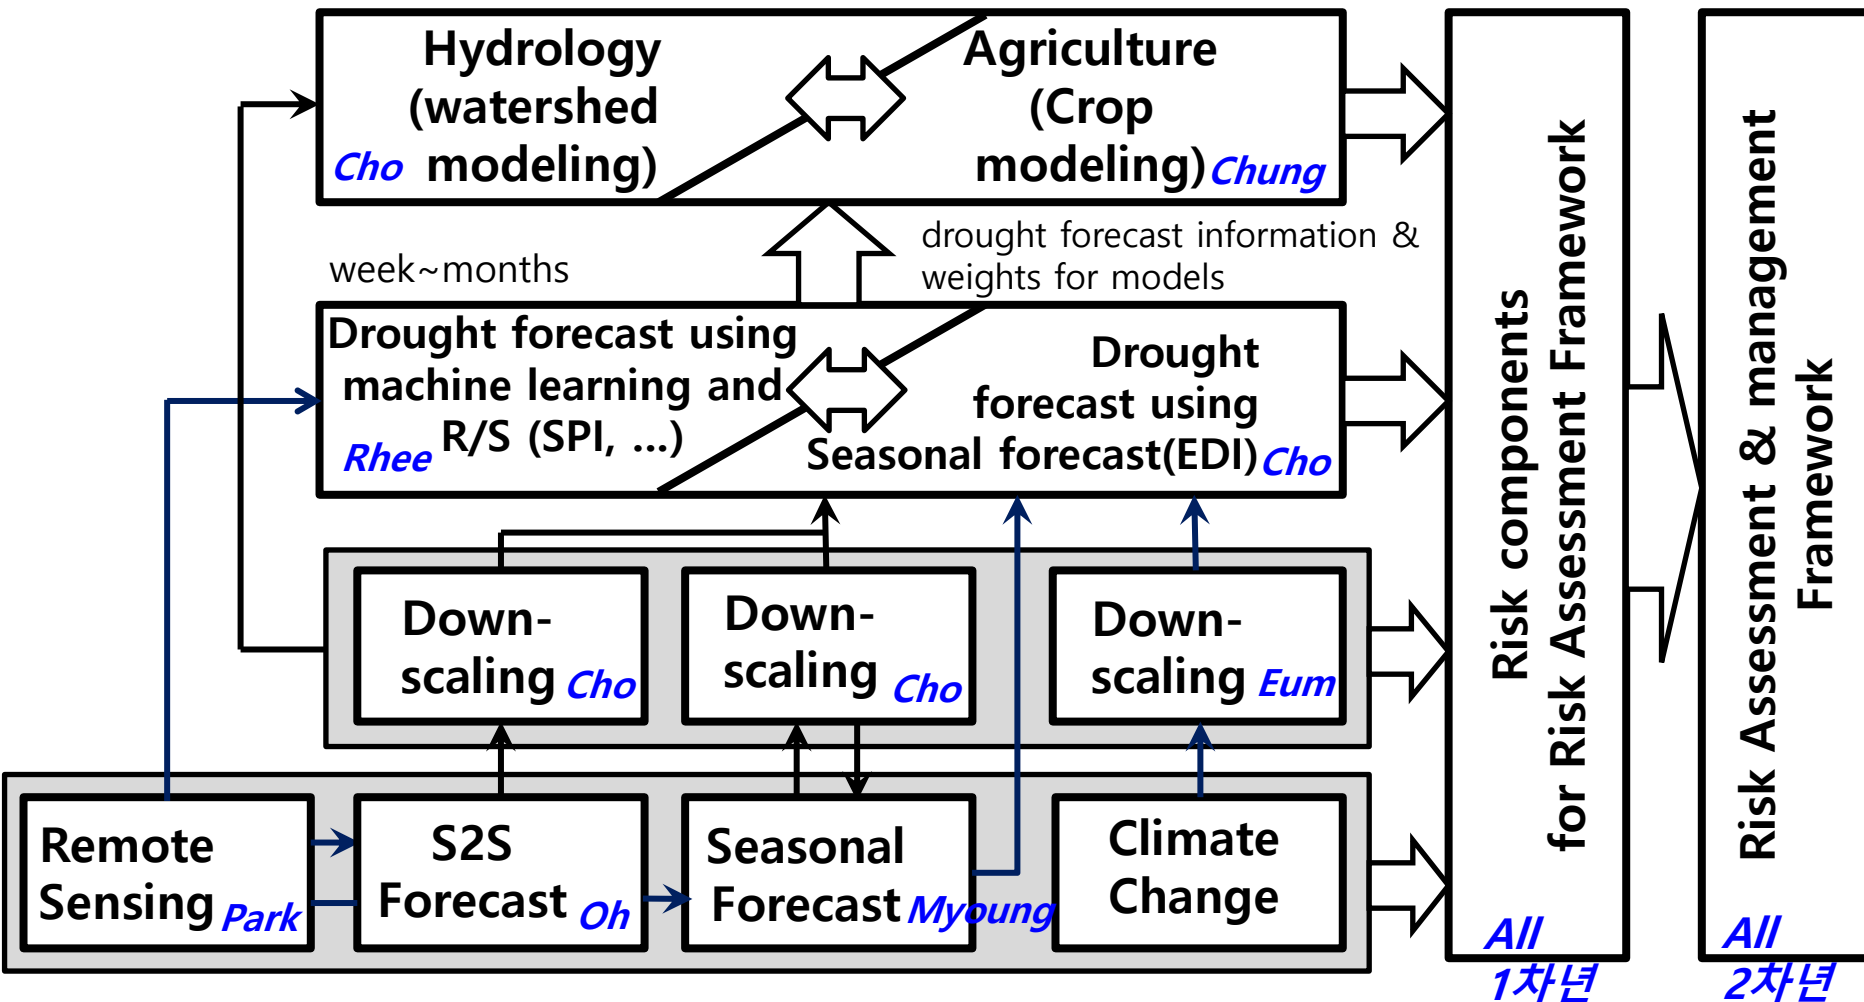 Hydrology
(watershed
modeling)
Cho
Agriculture
(Crop
modeling)
Chung
week~months
drought forecast information &
weights for models
Drought forecast using
machine learning and
R/S (SPI, ...)
Rhee
Drought
forecast using
Seasonal forecast(EDI)
Cho
Down-
scaling
Cho
Down-
scaling
Cho
Down-
scaling
Eum
Remote
Sensing
Park
S2S
Forecast
Oh
Seasonal
Forecast
Myoung
Climate
Change
Risk components
for Risk Assessment Framework
All
1차년
Risk Assessment & management
Framework
All
2차년